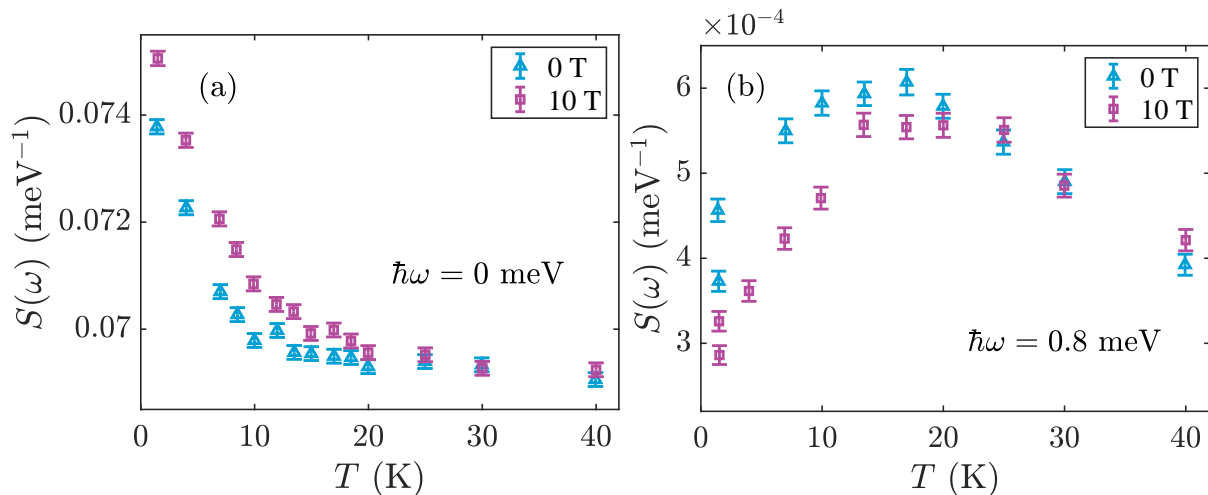 (a)
0 T
10 T
0.074
0.072
0.07
S(ω) (meV⁻¹)
ℏω = 0 meV
0 10 20 30 40
T (K)
×10⁻⁴
(b)
0 T
10 T
6
5
4
3
S(ω) (meV⁻¹)
ℏω = 0.8 meV
0 10 20 30 40
T (K)